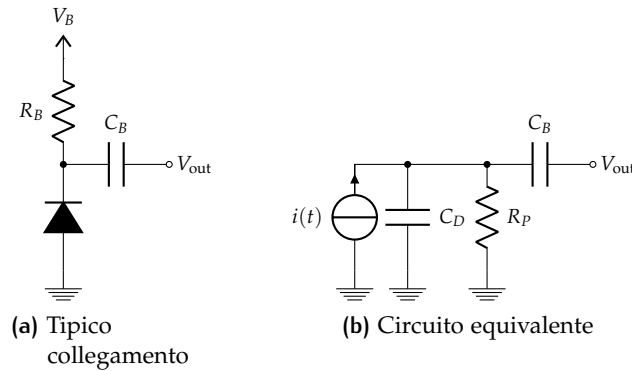 V_B
R_B
C_B
V_out
C_B
V_out
i(t)
C_D
R_P
(a) Tipico
collegamento
(b) Circuito equivalente